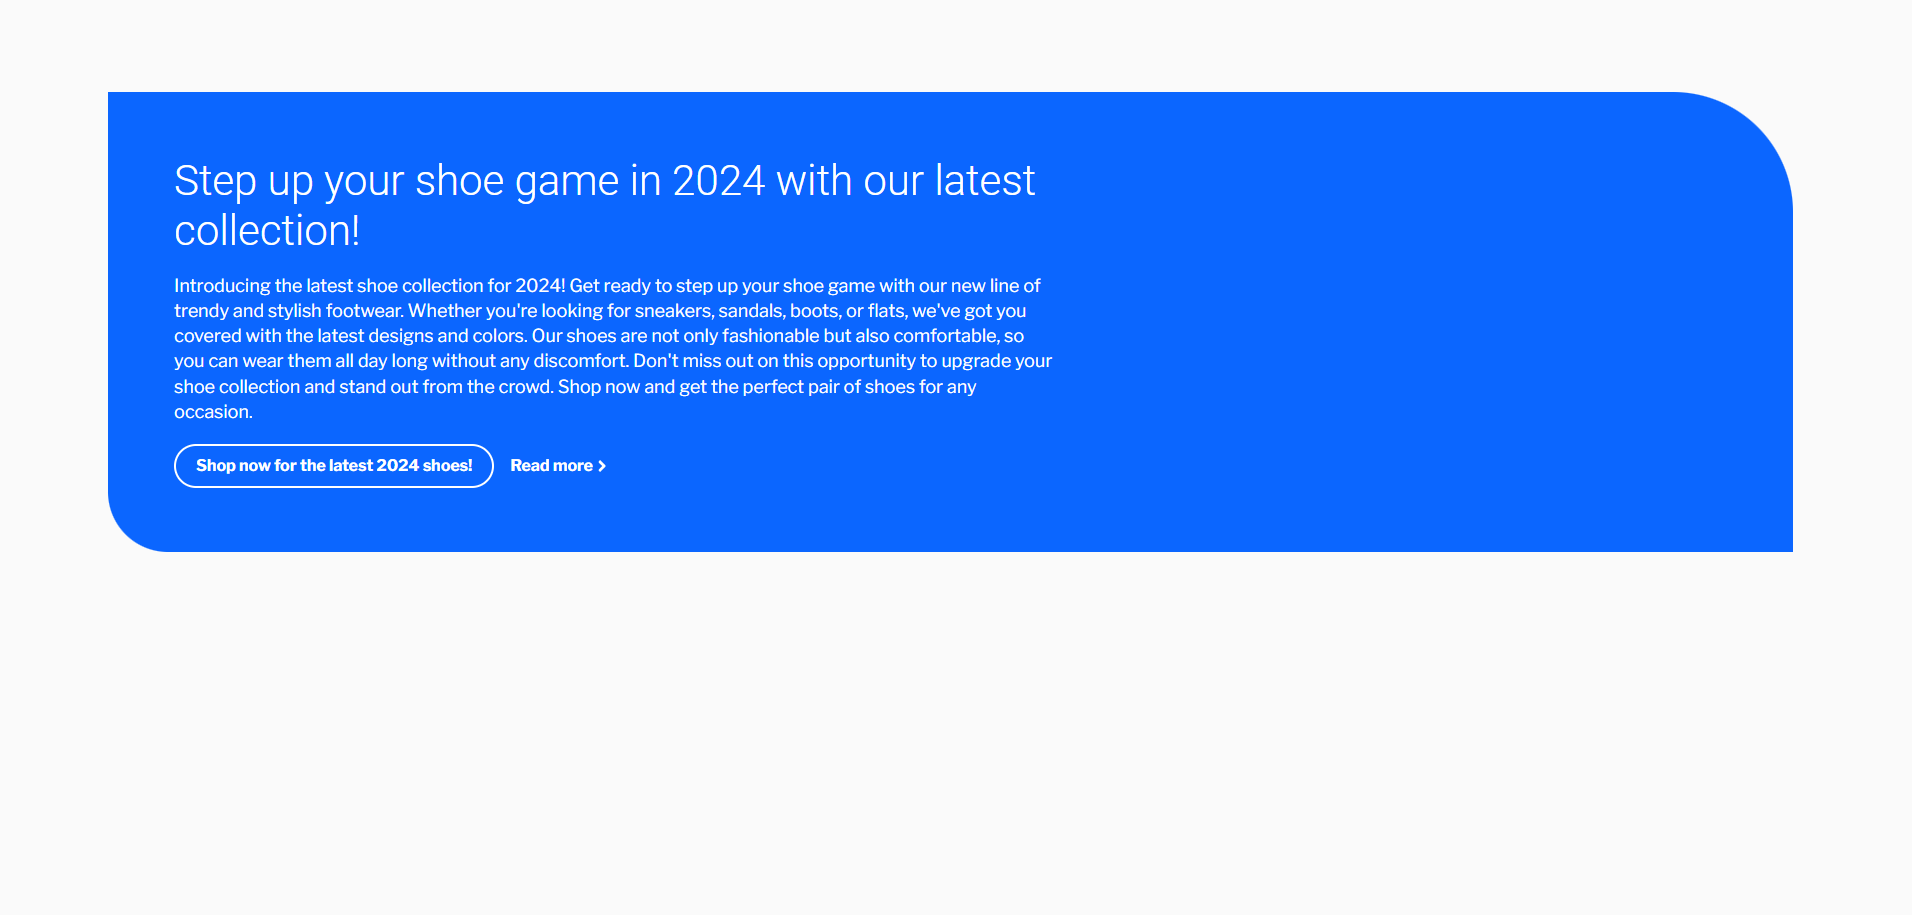 Step up your shoe game in 2024 with our latest
collection!
Introducing the latest shoe collection for 2024! Get ready to step up your shoe game with our new line of
trendy and stylish footwear. Whether you're looking for sneakers, sandals, boots, or flats, we've got you
covered with the latest designs and colors. Our shoes are not only fashionable but also comfortable, so
you can wear them all day long without any discomfort. Don't miss out on this opportunity to upgrade your
shoe collection and stand out from the crowd. Shop now and get the perfect pair of shoes for any
occasion.
Shop now for the latest 2024 shoes!
Read more